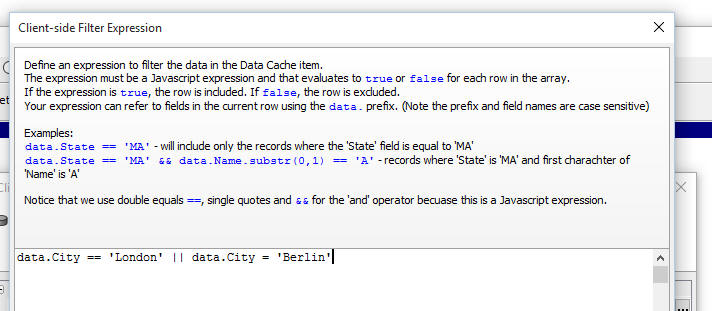 Client-side Filter Expression
Define an expression to filter the data in the Data Cache item.
The expression must be a Javascript expression and that evaluates to true or false for each row in the array.
If the expression is true, the row is included. If false, the row is excluded.
Your expression can refer to fields in the current row using the data. prefix. (Note the prefix and field names are case sensitive)
Examples:
data.State == 'MA' - will include only the records where the 'State' field is equal to 'MA'
data.State == 'MA' && data.Name.substr(0,1) == 'A' - records where 'State' is 'MA' and first charachter of
'Name' is 'A'
Notice that we use double equals ==, single quotes and && for the 'and' operator becuase this is a Javascript expression.
data.City == 'London' || data.City = 'Berlin'
...